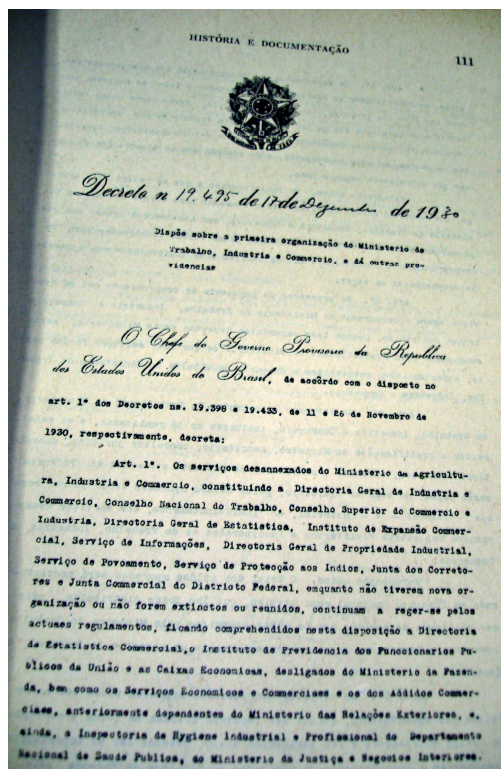 HISTÓRIA E DOCUMENTAÇÃO
111
Decreto n 19.495 de 17 de Dezembro de 1930
Dispõe sobre a primeira organização do Ministerio do
Trabalho, Industria e Commercio, e dá outras pro-
videncias
O Chefe do Governo Provisorio da Republica
dos Estados Unidos do Brasil, de accôrdo com o disposto no
art. 1º dos Decretos ns. 19.398 e 19.433, de 11 e 26 de Novembro de
1930, respectivamente, decreta:
Art. 1º. Os serviços desannexados do Ministerio da agricultu-
ra, Industria e Commercio, constituindo a Directoria Geral de Industria e
Commercio, Conselho Nacional do Trabalho, Conselho Superior do Commercio e
Industria, Directoria Geral de Estatistica, Instituto de Expansão Commer-
cial, Serviço de Informações, Directoria Geral de Propriedade Industrial,
Serviço de Povoamento, Serviço de Protecção aos Indios, Junta dos Correto-
res e Junta Commercial do Districto Federal, emquanto não tiverem nova or-
ganização ou não forem extinctos ou reunidos, continuam a reger-se pelos
actuaes regulamentos, ficando comprehendidos nesta disposição a Directoria
de Estatistica Commercial, o Instituto de Previdencia dos Funccionarios Pu-
blicos da União e as Caixas Economicas, desligados do Ministerio da Fazen-
da, bem como os Serviços Economicos e Commerciaes e os dos Addidos Commer-
ciaes, anteriormente dependentes do Ministerio das Relações Exteriores, e,
ainda, a Inspectoria de Hygiene Industrial e Profissional do Departamento
Nacional de Saude Publica, do Ministerio da Justiça e Negocios Interiores.